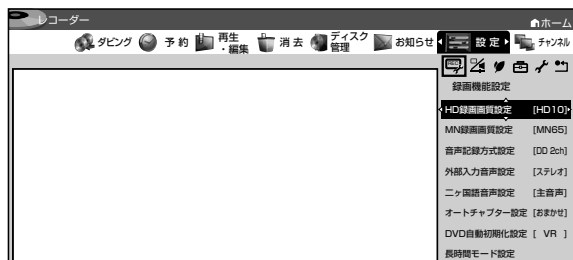 レコーダー
ホーム
ダビング 予約 再生・編集 消去 ディスク管理 お知らせ 設定 チャンネル
録画機能設定
HD録画画質設定 [HD10]
MN録画画質設定 [MN65]
音声記録方式設定 [DD 2ch]
外部入力音声設定 [ステレオ]
二ヶ国語音声設定 [主音声]
オートチャプター設定 [おまかせ]
DVD自動初期化設定 [ VR ]
長時間モード設定